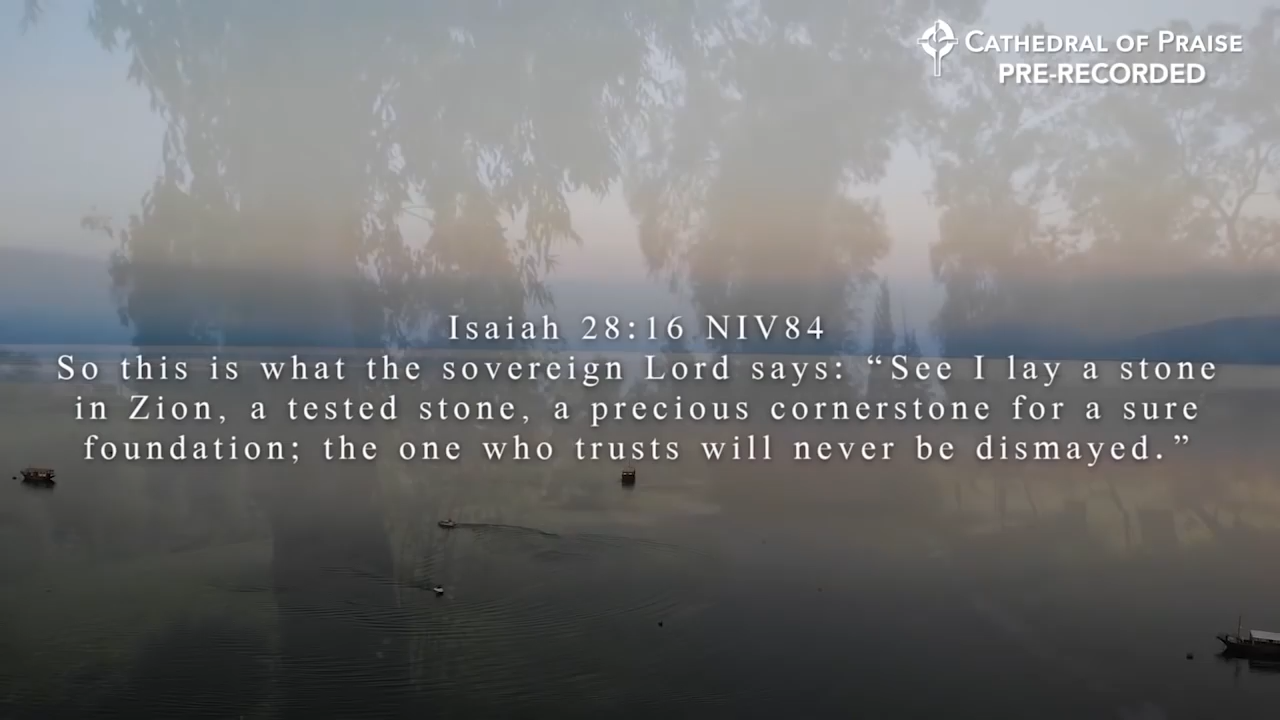 CATHEDRAL OF PRAISE
PRE-RECORDED
Isaiah 28:16 NIV84
So this is what the sovereign Lord says: “See I lay a stone
in Zion, a tested stone, a precious cornerstone for a sure
foundation; the one who trusts will never be dismayed.”